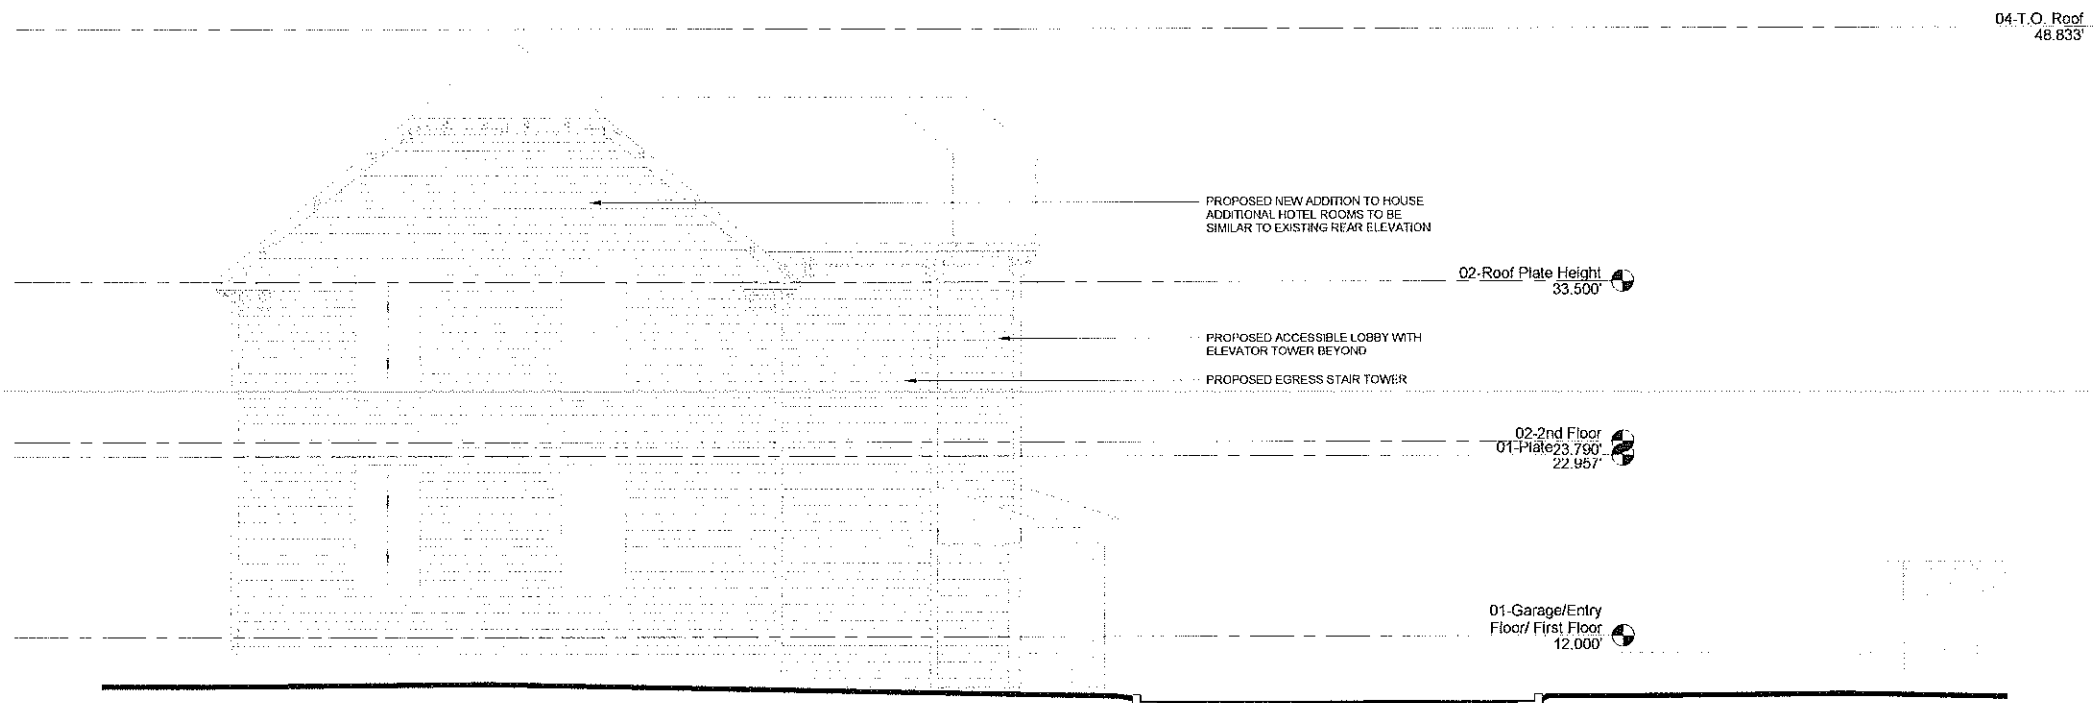 04-T.O. Roof
48.833'
PROPOSED NEW ADDITION TO HOUSE
ADDITIONAL HOTEL ROOMS TO BE
SIMILAR TO EXISTING REAR ELEVATION
02-Roof Plate Height
33.500'
PROPOSED ACCESSIBLE LOBBY WITH
ELEVATOR TOWER BEYOND
PROPOSED EGRESS STAIR TOWER
02-2nd Floor
01-Plate 23.790'
22.957'
01-Garage/Entry
Floor/ First Floor
12.000'